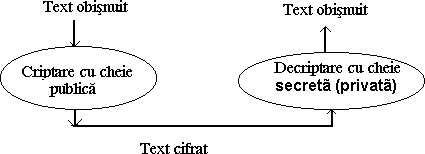 Text obişnuit
Text obişnuit
Criptare cu cheie
publică
Decriptare cu cheie
secretă (privată)
Text cifrat